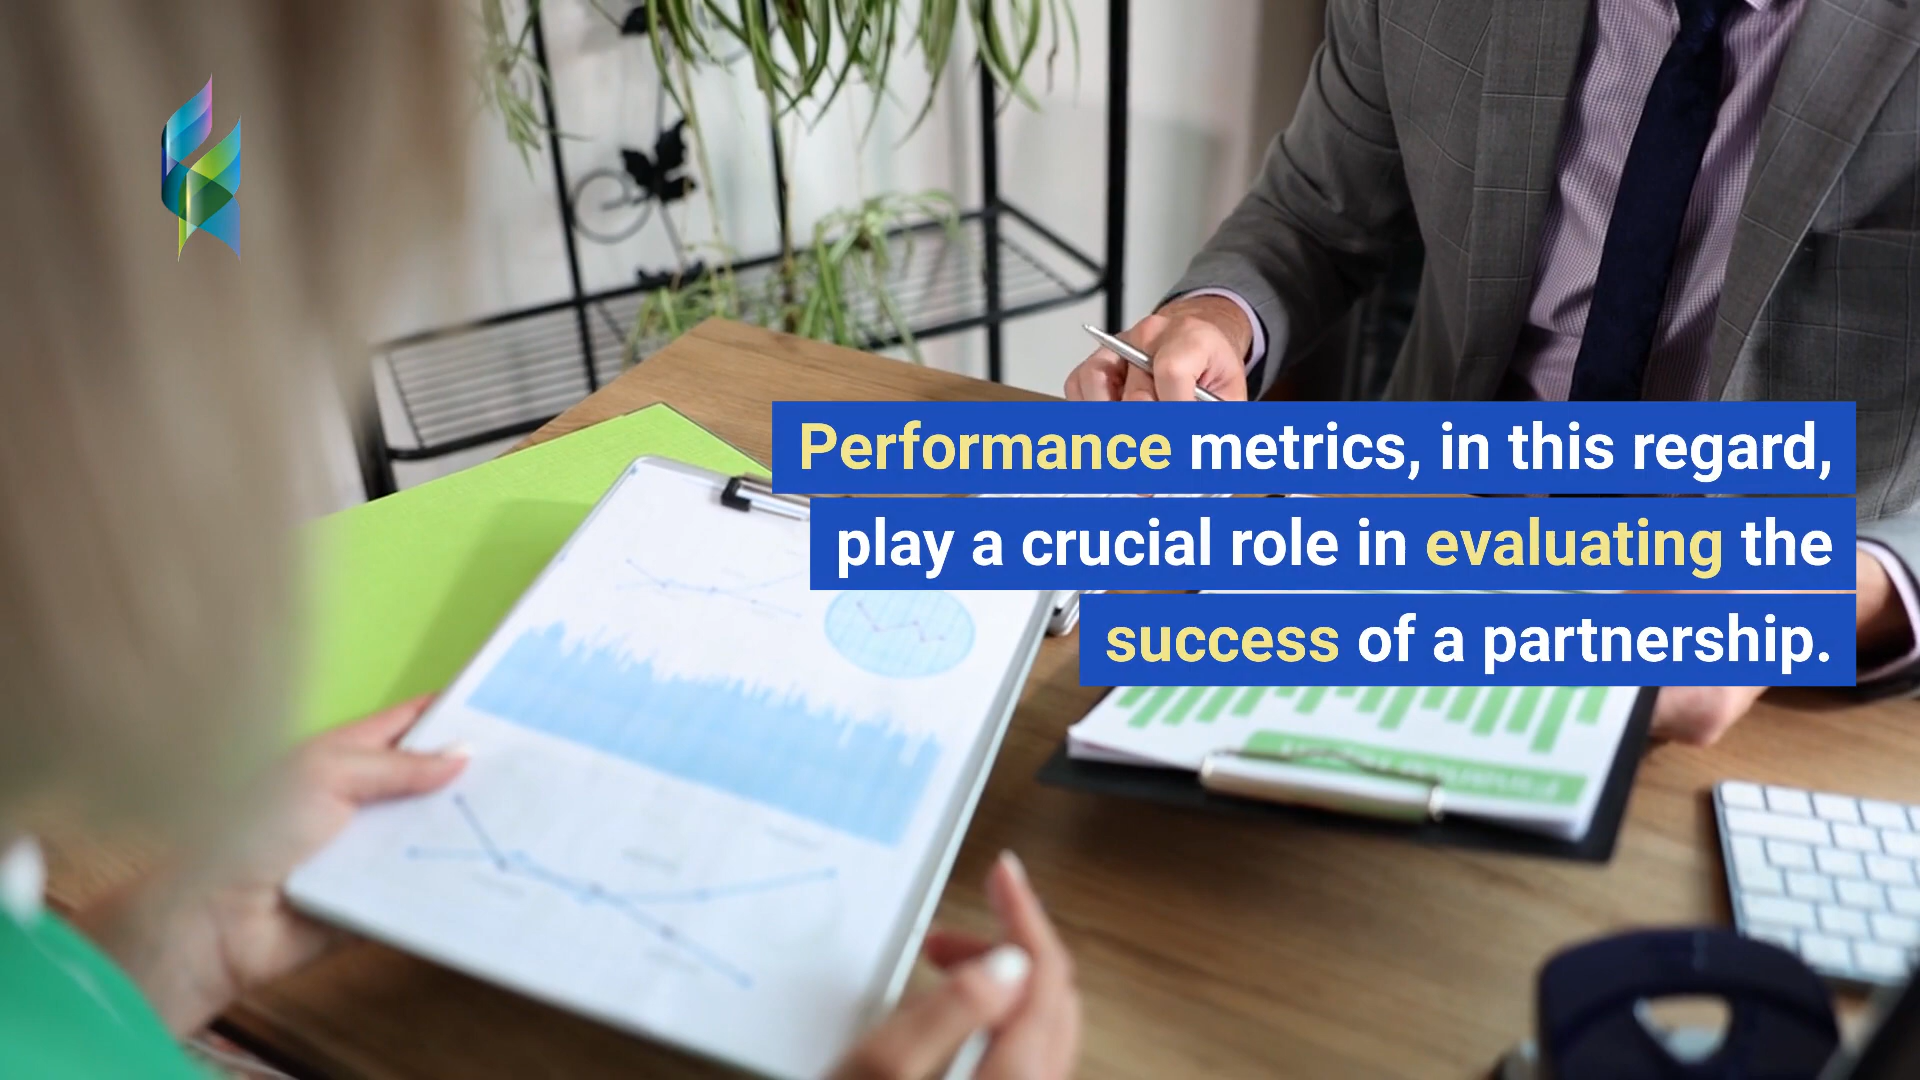 Performance metrics, in this regard,
play a crucial role in evaluating the
success of a partnership.